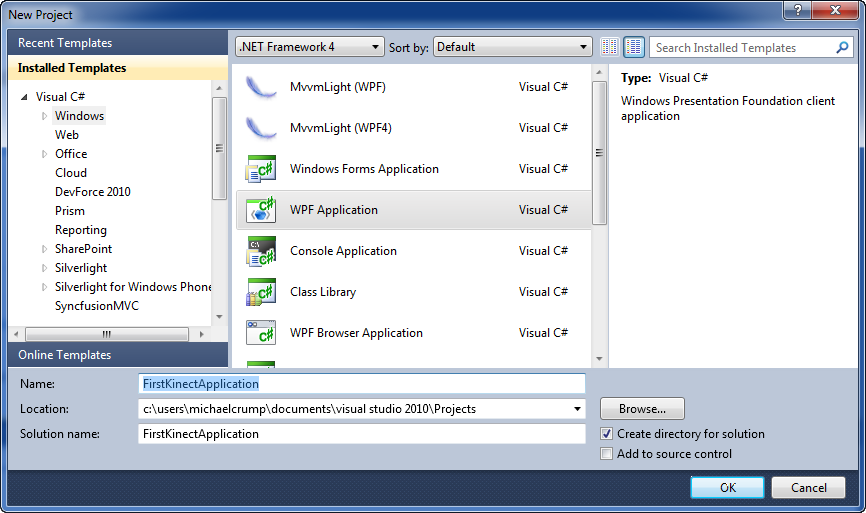 New Project
Recent Templates
.NET Framework 4
Sort by:
Default
Search Installed Templates
Installed Templates
Visual C#
Windows
Web
Office
Cloud
DevForce 2010
Prism
Reporting
SharePoint
Silverlight
Silverlight for Windows Phone
SyncfusionMVC
Online Templates
MvvmLight (WPF) Visual C#
MvvmLight (WPF4) Visual C#
Windows Forms Application Visual C#
WPF Application Visual C#
Console Application Visual C#
Class Library Visual C#
WPF Browser Application Visual C#
Type: Visual C#
Windows Presentation Foundation client
application
Name: FirstKinectApplication
Location: c:\users\michaelcrump\documents\visual studio 2010\Projects
Browse...
Solution name: FirstKinectApplication
Create directory for solution
Add to source control
OK
Cancel